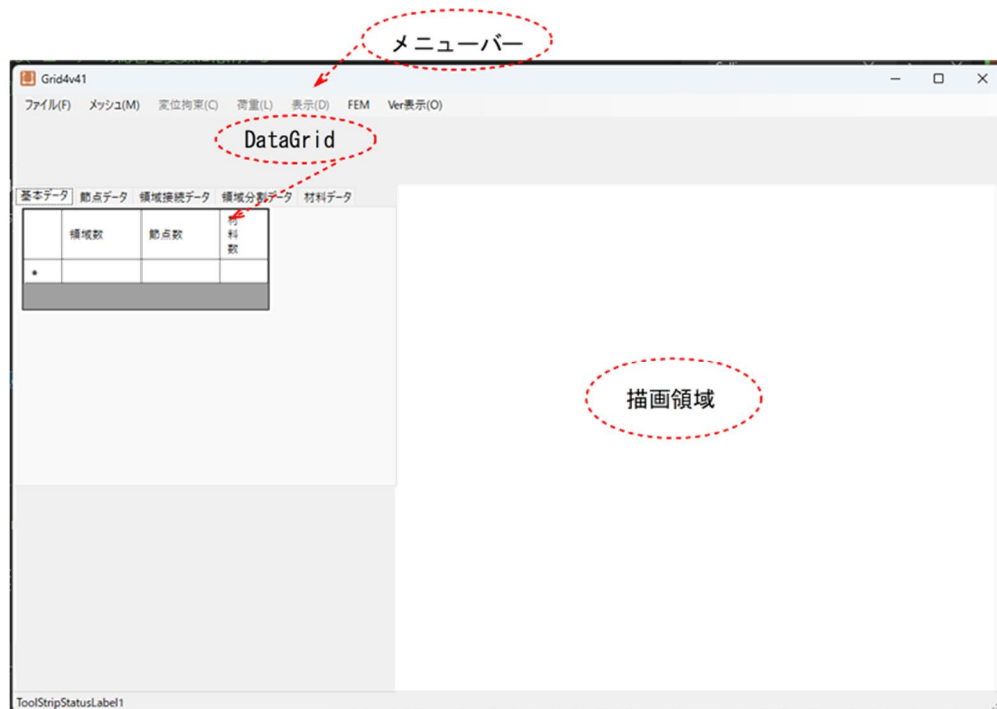 メニューバー
Grid4v41
ファイル(F) メッシュ(M) 変位拘束(C) 荷重(L) 表示(D) FEM Ver表示(O)
DataGrid
基本データ 節点データ 領域接続データ 領域分割データ 材料データ
領域数 節点数 材料数
描画領域
ToolStripStatusLabel1